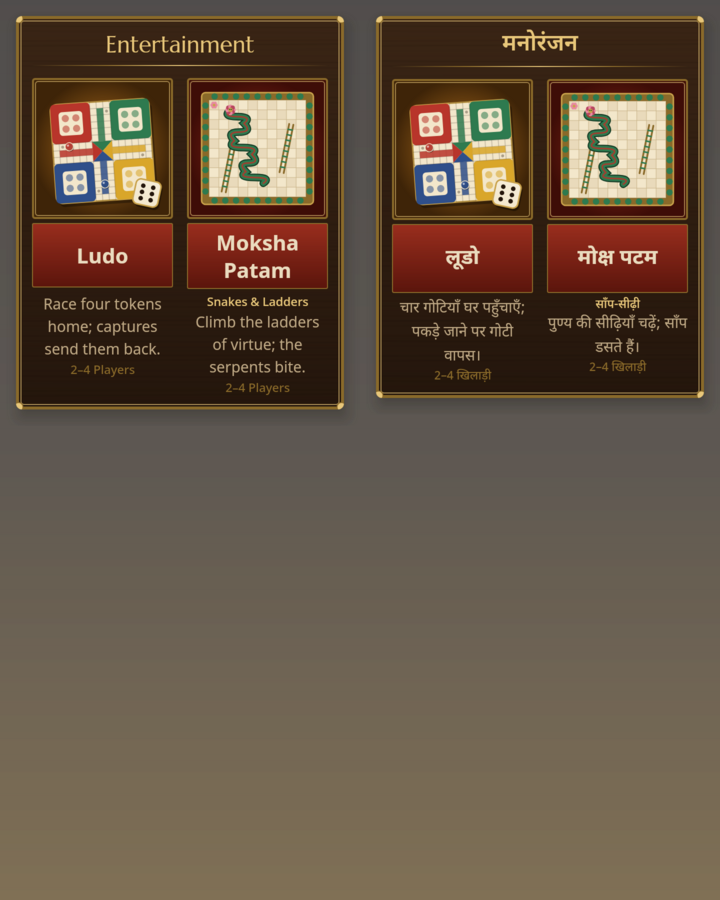 Entertainment
Ludo
Race four tokens
home; captures
send them back.
2–4 Players
Moksha
Patam
Snakes & Ladders
Climb the ladders
of virtue; the
serpents bite.
2–4 Players
मनोरंजन
लूडो
चार गोटियाँ घर पहुँचाएँ;
पकड़े जाने पर गोटी
वापस।
2–4 खिलाड़ी
मोक्ष पटम
साँप-सीढ़ी
पुण्य की सीढ़ियाँ चढ़ें; साँप
डसते हैं।
2–4 खिलाड़ी